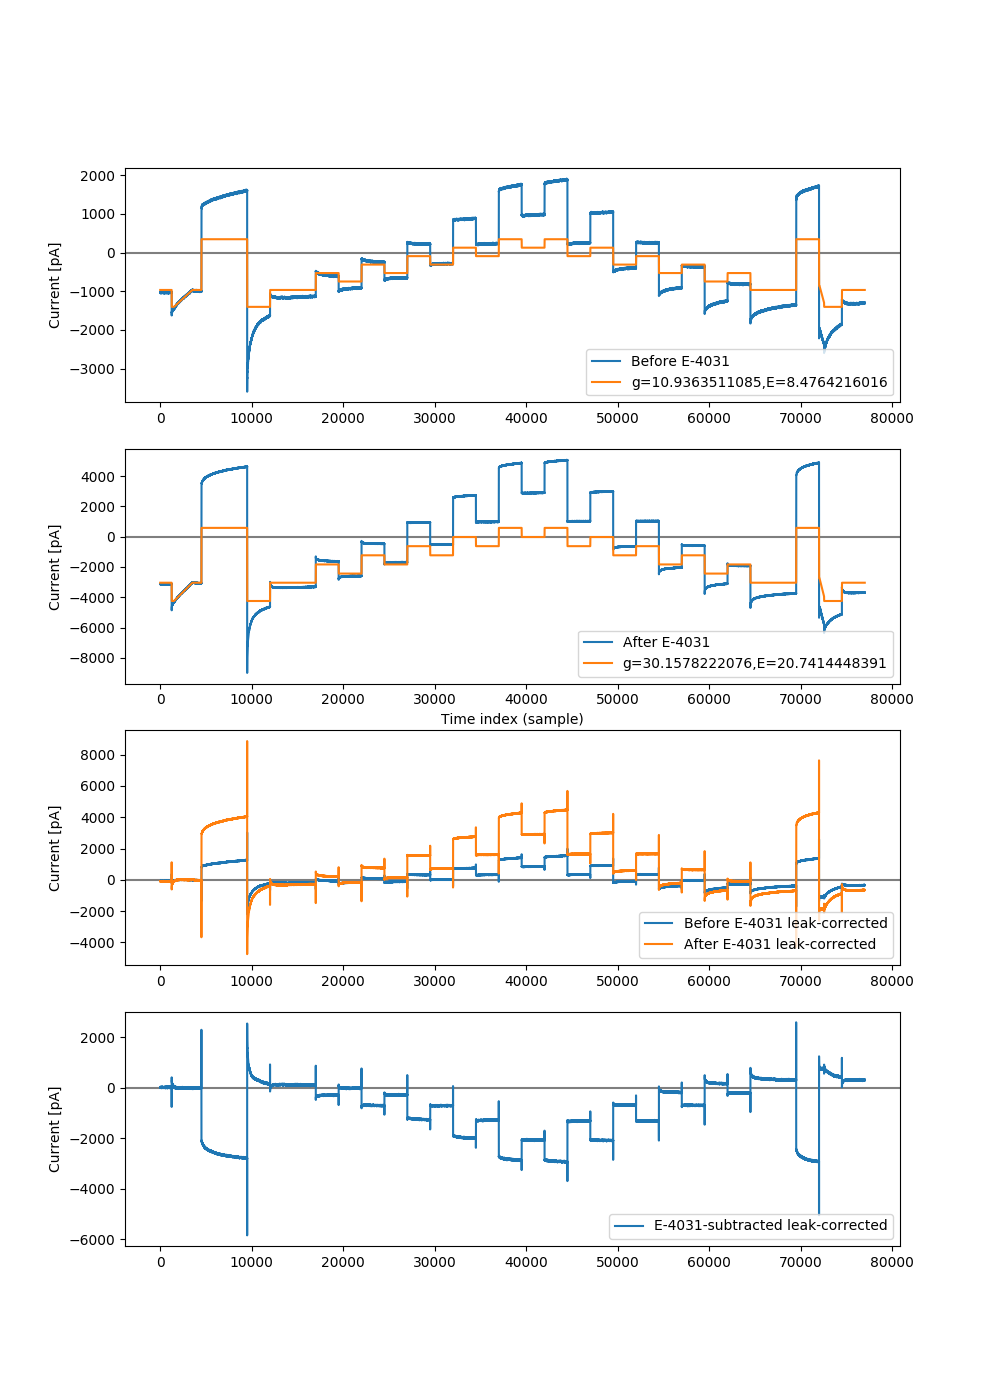 2000
1000
0
−1000
−2000
−3000
Current [pA]
Before E-4031
g=10.9363511085,E=8.4764216016
0 10000 20000 30000 40000 50000 60000 70000 80000
4000
2000
0
−2000
−4000
−6000
−8000
Current [pA]
After E-4031
g=30.1578222076,E=20.7414448391
0 10000 20000 30000 40000 50000 60000 70000 80000
Time index (sample)
8000
6000
4000
2000
0
−2000
−4000
Current [pA]
Before E-4031 leak-corrected
After E-4031 leak-corrected
0 10000 20000 30000 40000 50000 60000 70000 80000
2000
0
−2000
−4000
−6000
Current [pA]
E-4031-subtracted leak-corrected
0 10000 20000 30000 40000 50000 60000 70000 80000